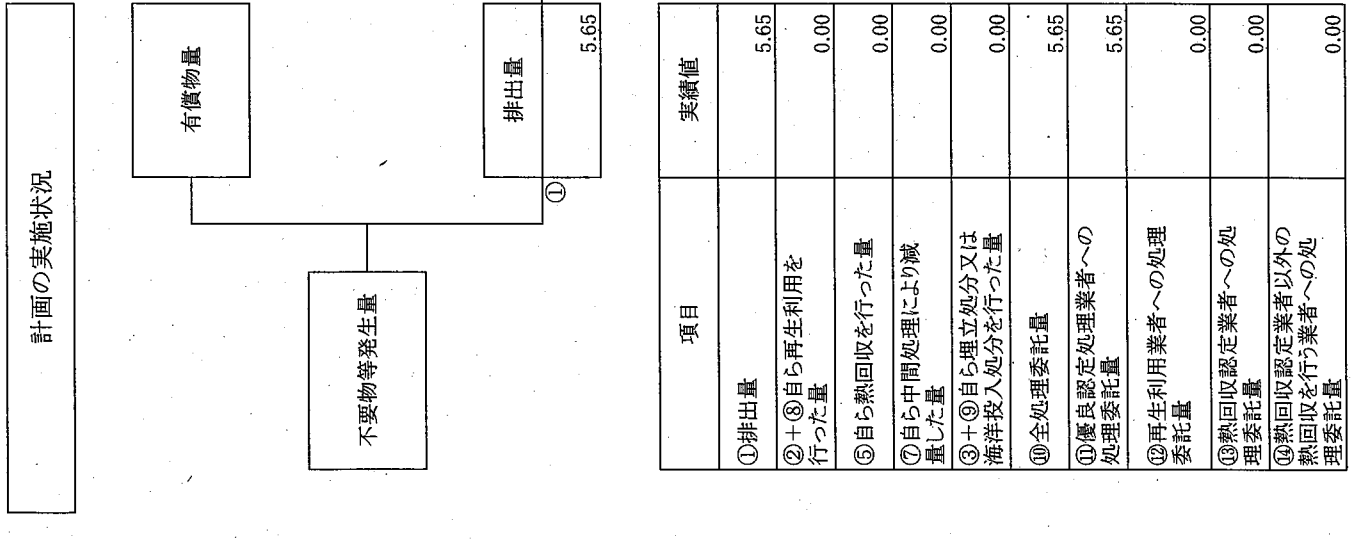 計画の実施状況
有償物量
不要物等発生量
排出量
①
5.65
項目
実績値
①排出量
5.65
②+⑧自ら再生利用を
行った量
0.00
⑤自ら熱回収を行った量
0.00
⑦自ら中間処理により減
量した量
0.00
③+⑨自ら埋立処分又は
海洋投入処分を行った量
0.00
⑩全処理委託量
5.65
⑪優良認定処理業者への
処理委託量
5.65
⑫再生利用業者への処理
委託量
0.00
⑬熱回収認定業者への処
理委託量
0.00
⑭熱回収認定業者以外の
熱回収を行う業者への処
理委託量
0.00